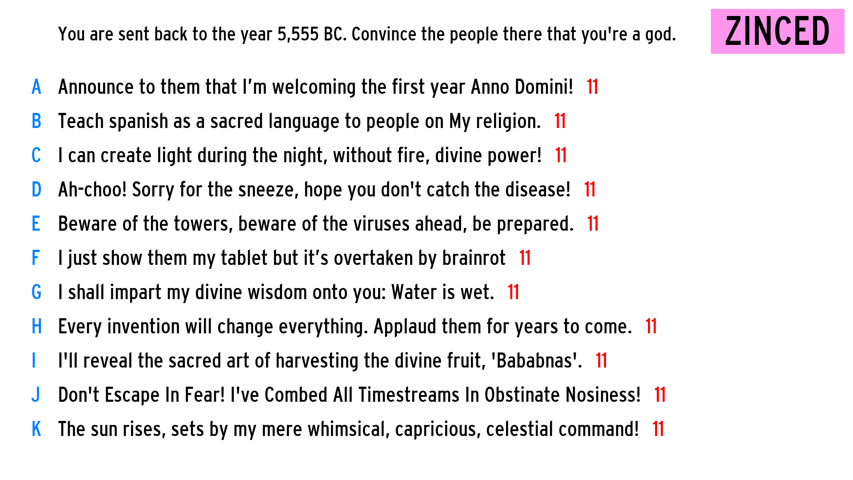 You are sent back to the year 5,555 BC. Convince the people there that you're a god.
ZINCED
A Announce to them that I’m welcoming the first year Anno Domini! 11
B Teach spanish as a sacred language to people on My religion. 11
C I can create light during the night, without fire, divine power! 11
D Ah-choo! Sorry for the sneeze, hope you don't catch the disease! 11
E Beware of the towers, beware of the viruses ahead, be prepared. 11
F I just show them my tablet but it’s overtaken by brainrot 11
G I shall impart my divine wisdom onto you: Water is wet. 11
H Every invention will change everything. Applaud them for years to come. 11
I I'll reveal the sacred art of harvesting the divine fruit, 'Bababnas'. 11
J Don't Escape In Fear! I've Combed All Timestreams In Obstinate Nosiness! 11
K The sun rises, sets by my mere whimsical, capricious, celestial command! 11